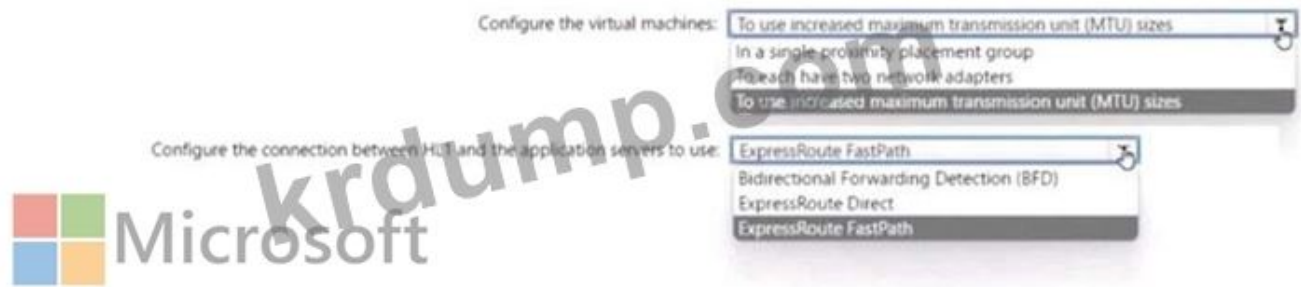 Configure the virtual machines: To use increased maximum transmission unit (MTU) sizes
In a single proximity placement group
To each have two network adapters
To use increased maximum transmission unit (MTU) sizes
Configure the connection between HL1 and the application servers to use: ExpressRoute FastPath
Bidirectional Forwarding Detection (BFD)
ExpressRoute Direct
ExpressRoute FastPath
krdump.com
Microsoft